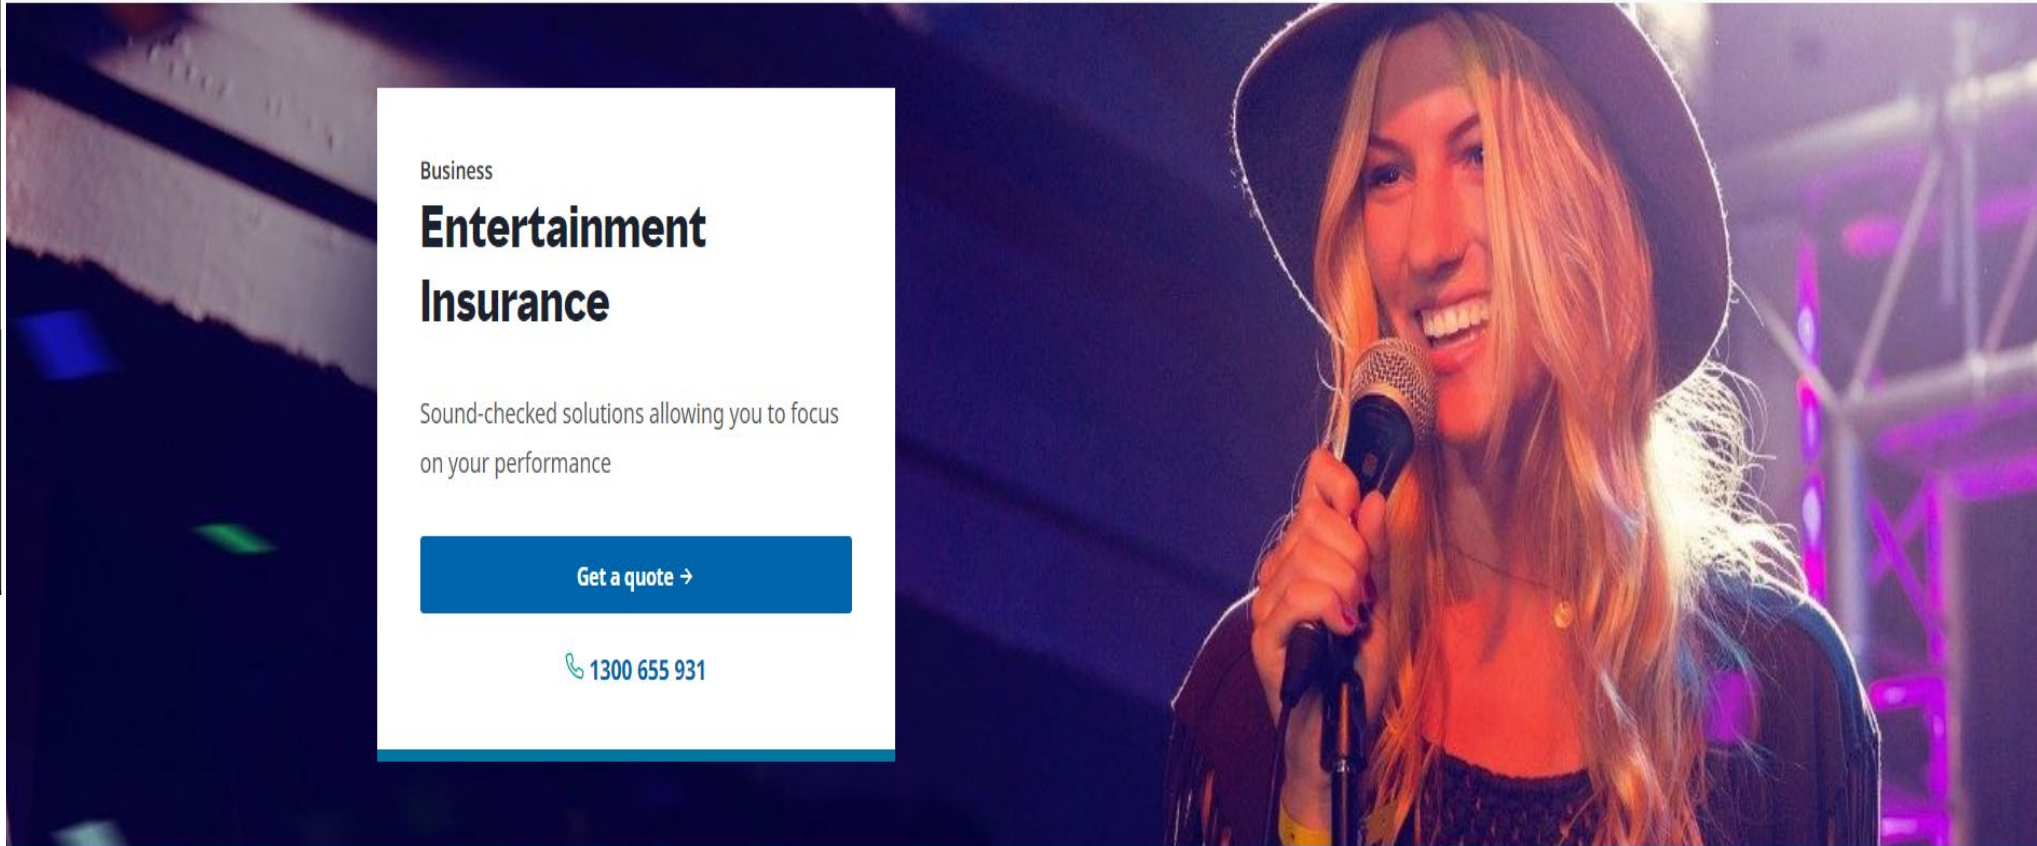 Business
Entertainment
Insurance
Sound-checked solutions allowing you to focus
on your performance
Get a quote →
1300 655 931